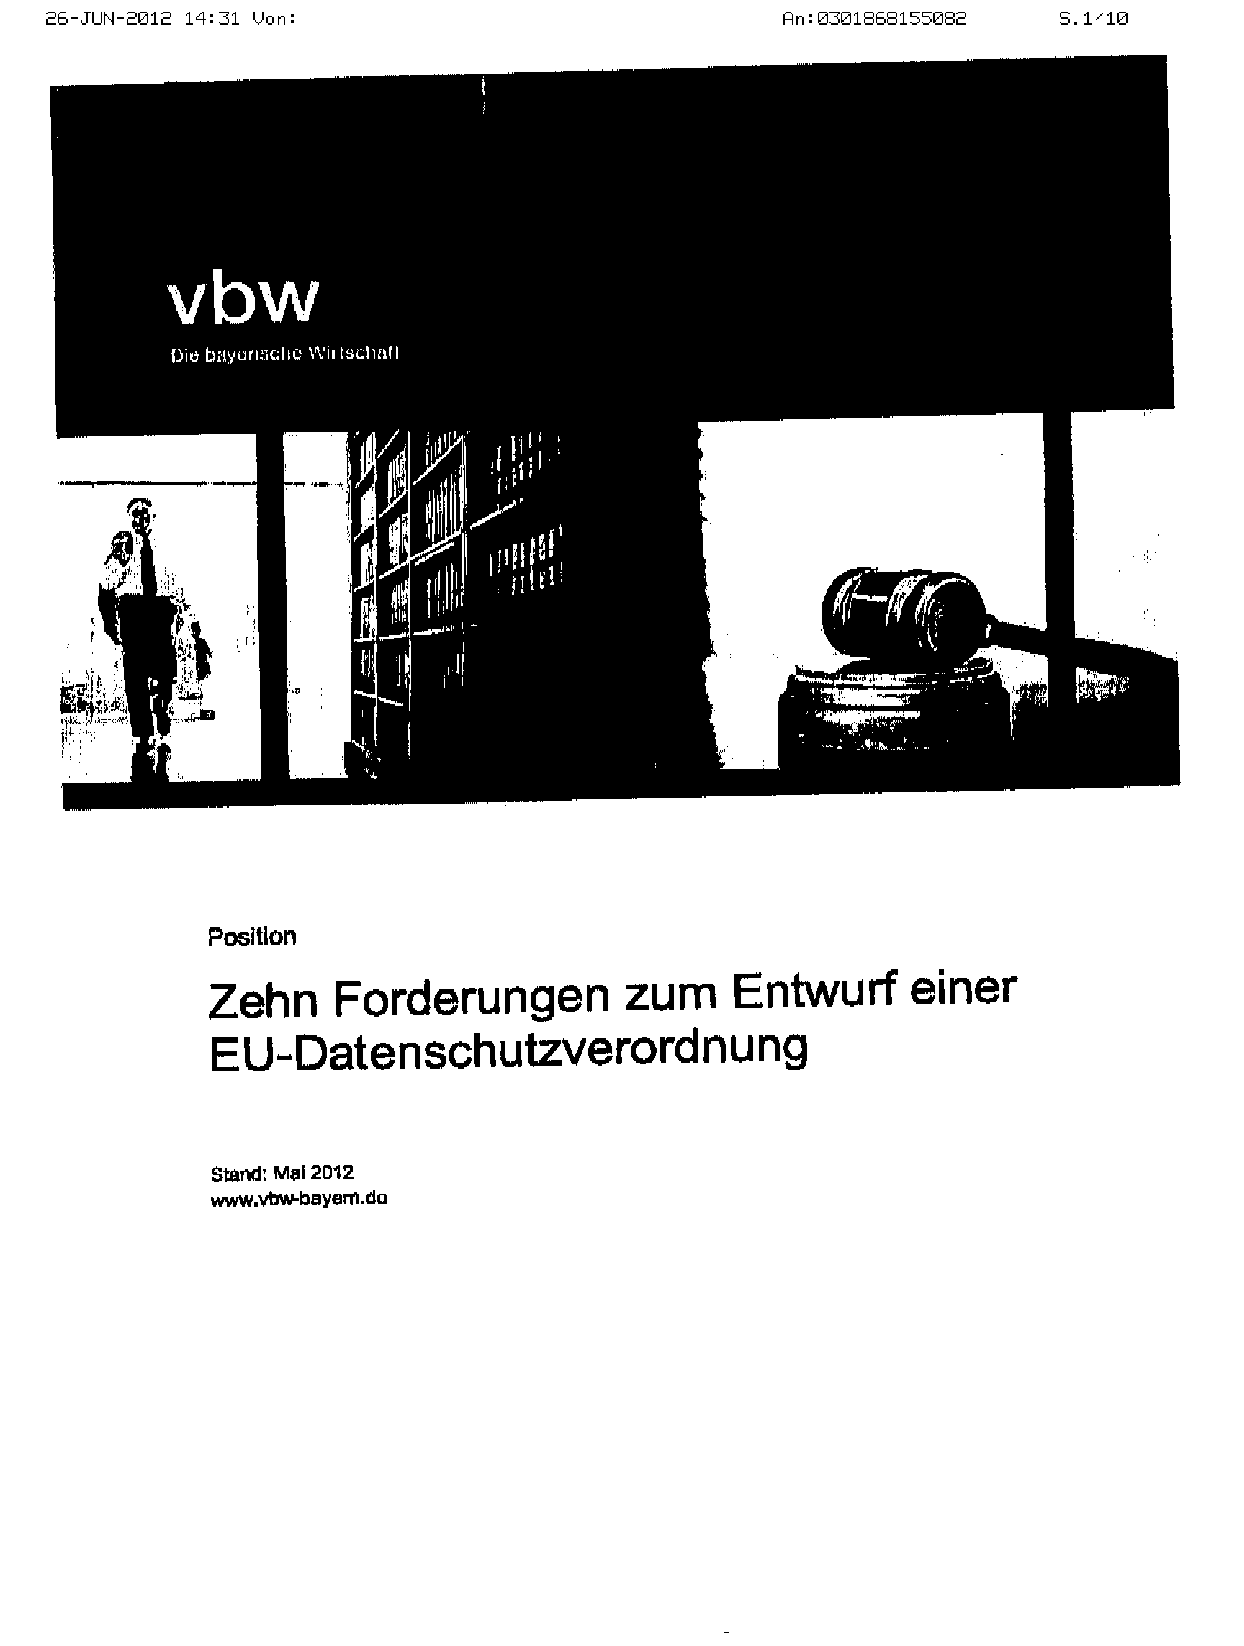 26-JUN-2012 14:31 Von: An:0301868155082 S.1/10
vbw
Die bayerische Wirtschaft
Position
Zehn Forderungen zum Entwurf einer
EU-Datenschutzverordnung
Stand: Mai 2012
www.vbw-bayern.de